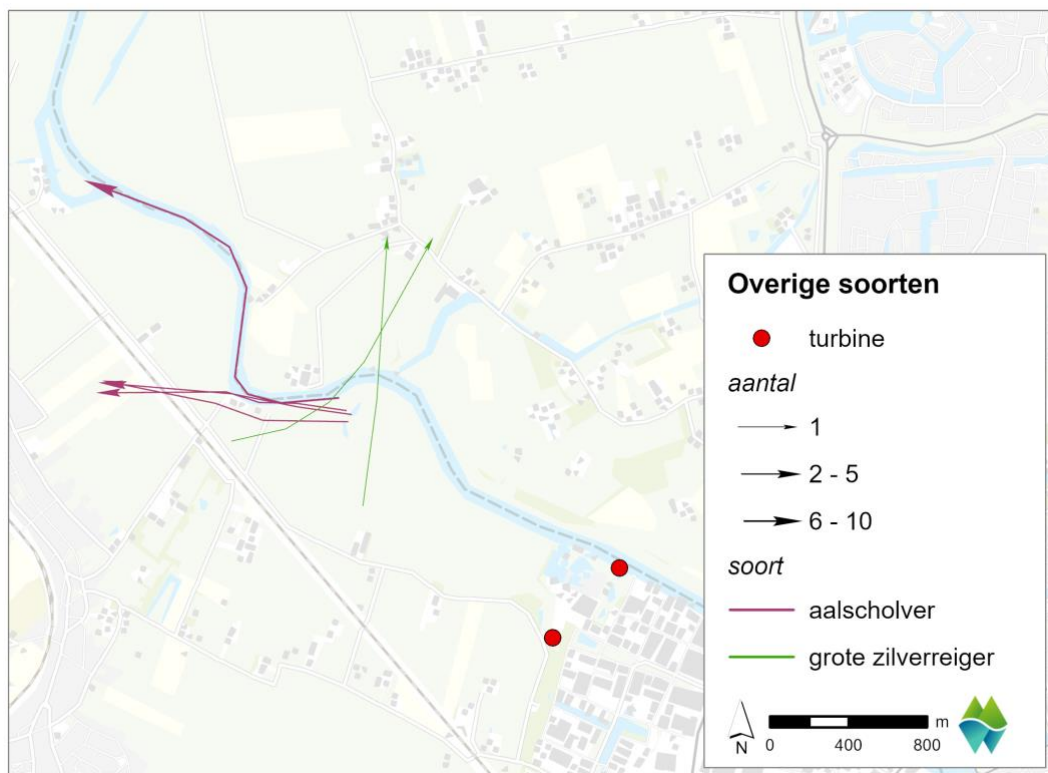 Overige soorten
turbine
aantal
1
2 - 5
6 - 10
soort
aalscholver
grote zilverreiger
N
0 400 800 m